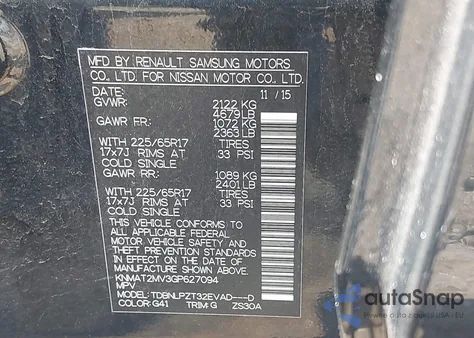 MFD BY RENAULT SAMSUNG MOTORS
CO., LTD. FOR NISSAN MOTOR CO., LTD.
DATE: 11 / 15
GVWR: 2122 KG
4679 LB
GAWR FR: 1072 KG
2363 LB
WITH 225/65R17 TIRES
17x7J RIMS AT 33 PSI
COLD SINGLE
GAWR RR: 1089 KG
2401 LB
WITH 225/65R17 TIRES
17x7J RIMS AT 33 PSI
COLD SINGLE
THIS VEHICLE CONFORMS TO
ALL APPLICABLE FEDERAL
MOTOR VEHICLE SAFETY
STANDARDS IN EFFECT ON THE
DATE OF MANUFACTURE
SHOWN ABOVE.
KNMAT2MV3GP627094
MPV
MODEL: TDBNLPZT32EVAD----D
COLOR: G41 TRIM: G ZS30A
autoSnap